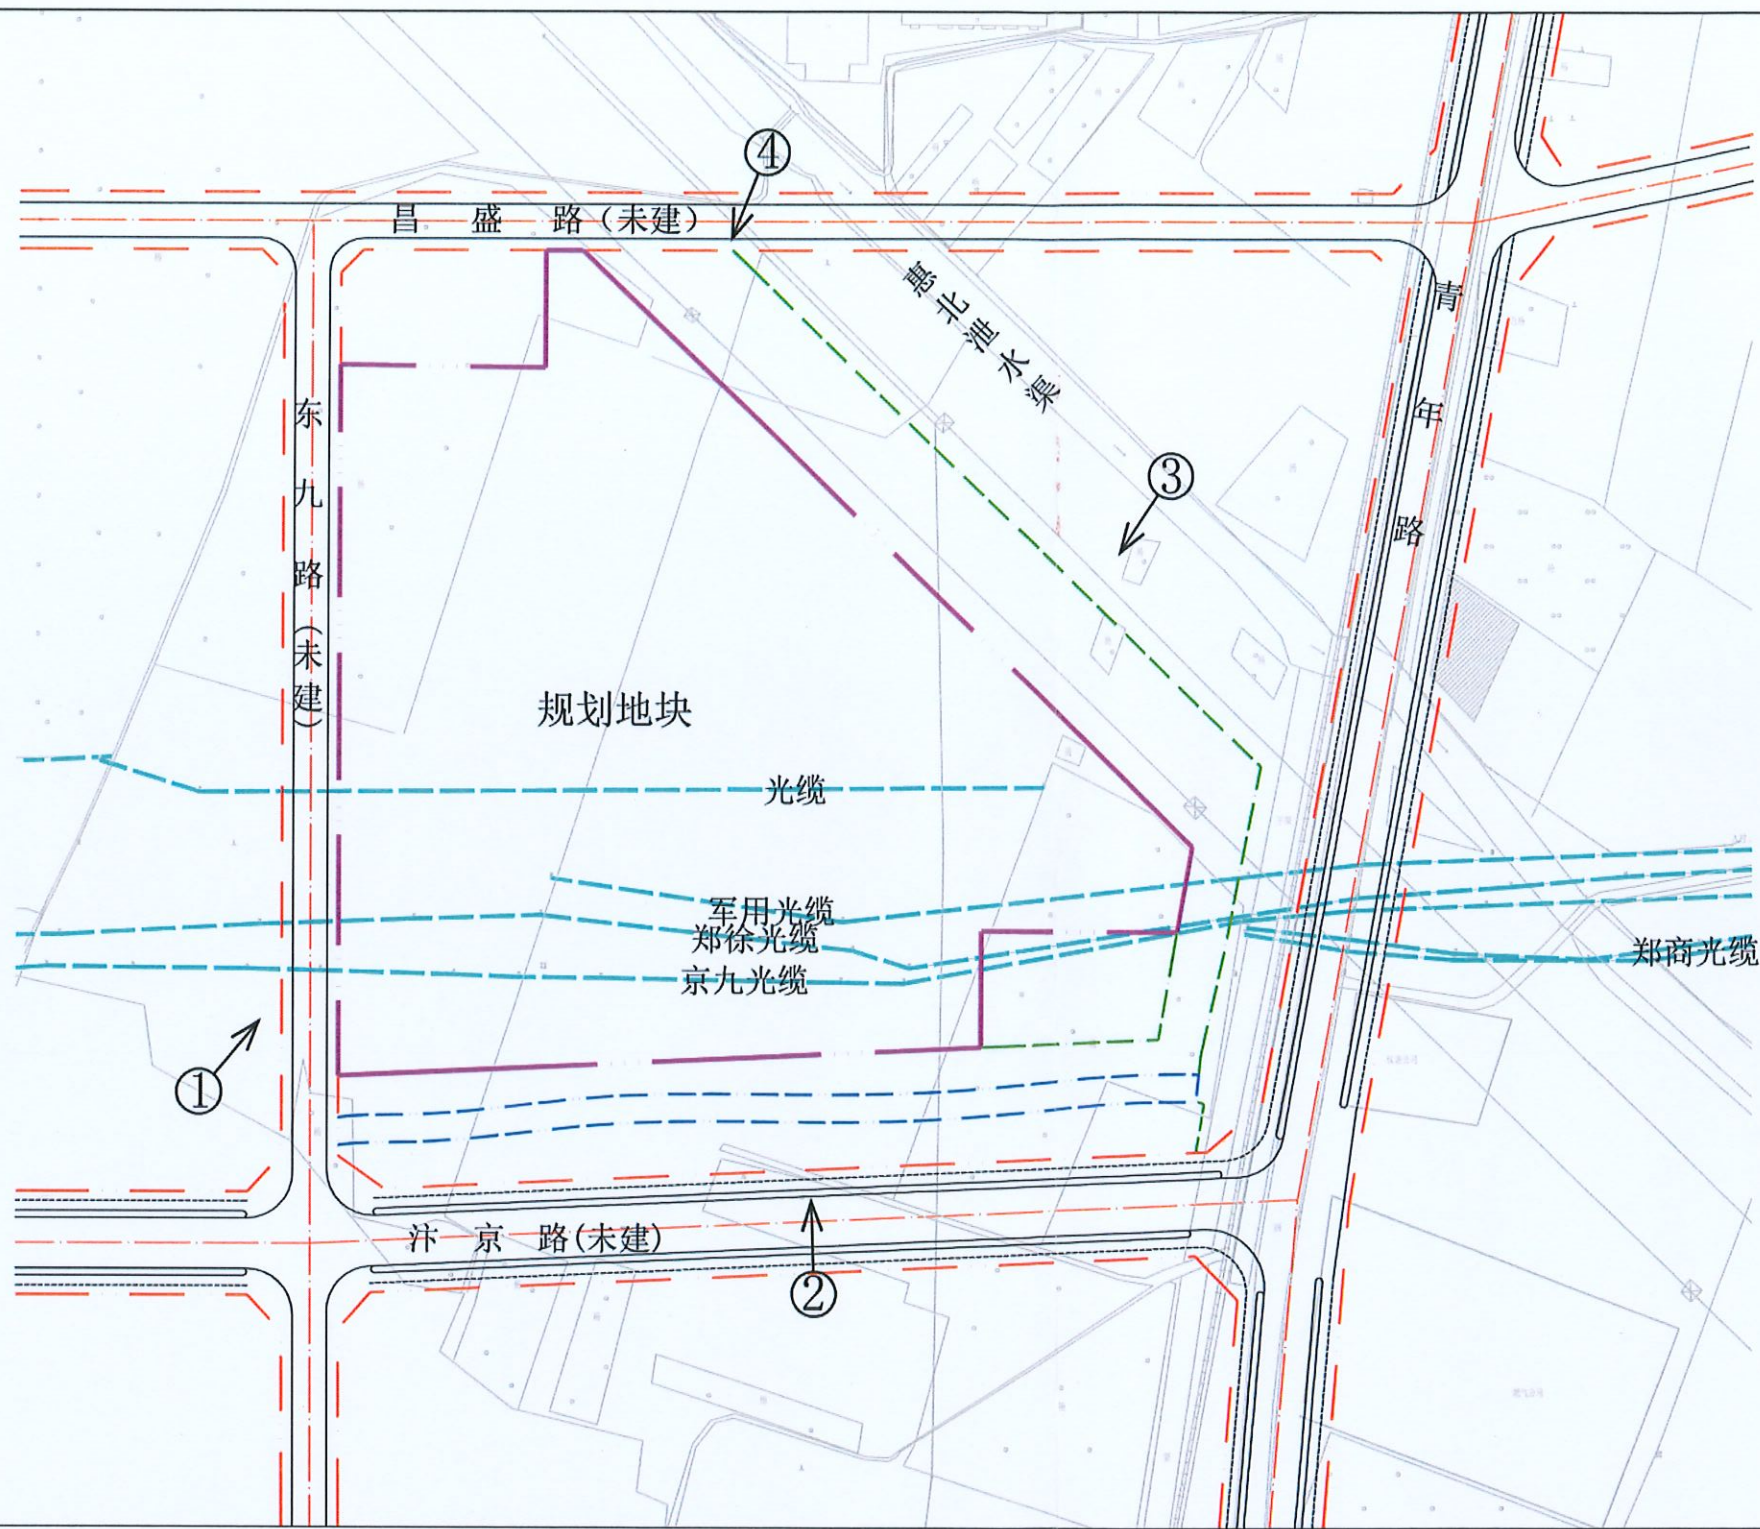 ④
昌盛路（未建）
惠北泄水渠
青年路
东九路（未建）
③
规划地块
光缆
军用光缆
郑徐光缆
郑商光缆
京九光缆
①
汴京路(未建)
②